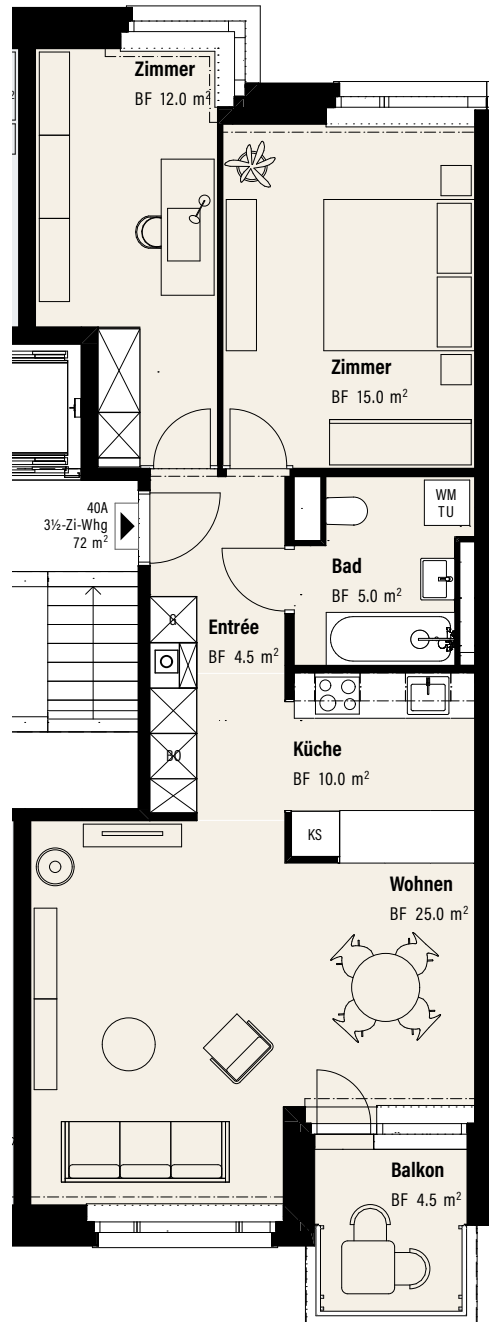 Zimmer
BF 12.0 m²
Zimmer
BF 15.0 m²
40A
3½-Zi-Whg
72 m²
WM
TU
Bad
BF 5.0 m²
G
Entrée
BF 4.5 m²
Küche
BF 10.0 m²
BO
KS
Wohnen
BF 25.0 m²
Balkon
BF 4.5 m²